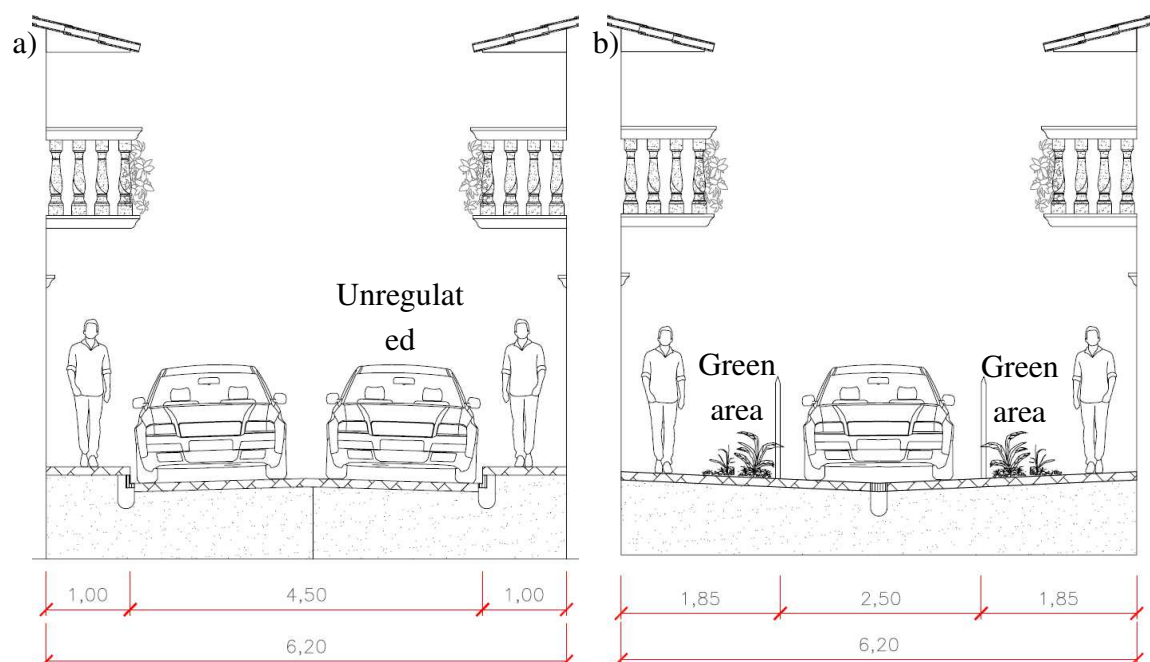 a)
Unregulat
ed
1,00
4,50
1,00
6,20
b)
Green
area
Green
area
1,85
2,50
1,85
6,20